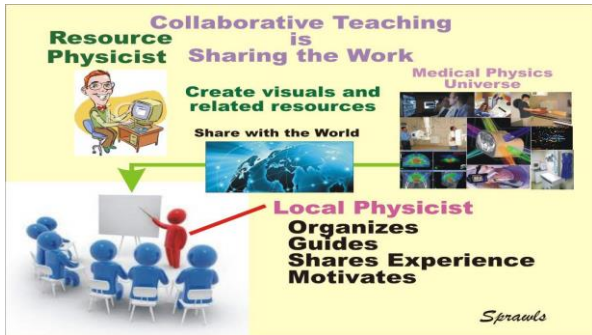 Collaborative Teaching
is
Sharing the Work
Resource
Physicist
Create visuals and
related resources
Medical Physics
Universe
Share with the World
Local Physicist
Organizes
Guides
Shares Experience
Motivates
Sprawls